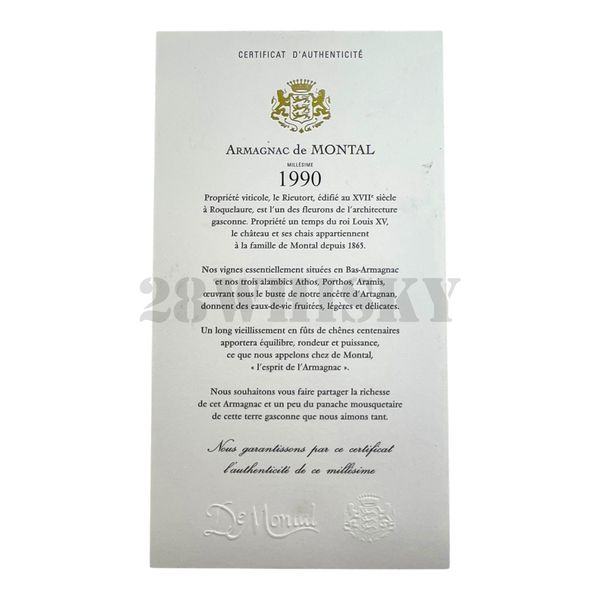 CERTIFICAT D'AUTHENTICITÉ
ARMAGNAC de MONTAL
MILLÉSIME
1990
Propriété viticole, le Rieutort, édifié au XVIIe siècle
à Roquelaure, est l'un des fleurons de l'architecture
gasconne. Propriété un temps du roi Louis XV,
le château et ses chais appartiennent
à la famille de Montal depuis 1865.
Nos vignes essentiellement situées en Bas-Armagnac
et nos trois alambics Athos, Porthos, Aramis,
28WHISKY
œuvrant sous le buste de notre ancêtre d'Artagnan,
donnent des eaux-de-vie fruitées, légères et délicates.
Un long vieillissement en fûts de chênes centenaires
apportera équilibre, rondeur et puissance,
ce que nous appelons chez de Montal,
« l'esprit de l'Armagnac ».
Nous souhaitons vous faire partager la richesse
de cet Armagnac et un peu du panache mousquetaire
de cette terre gasconne que nous aimons tant.
Nous garantissons par ce certificat
l'authenticité de ce millésime
De Montal